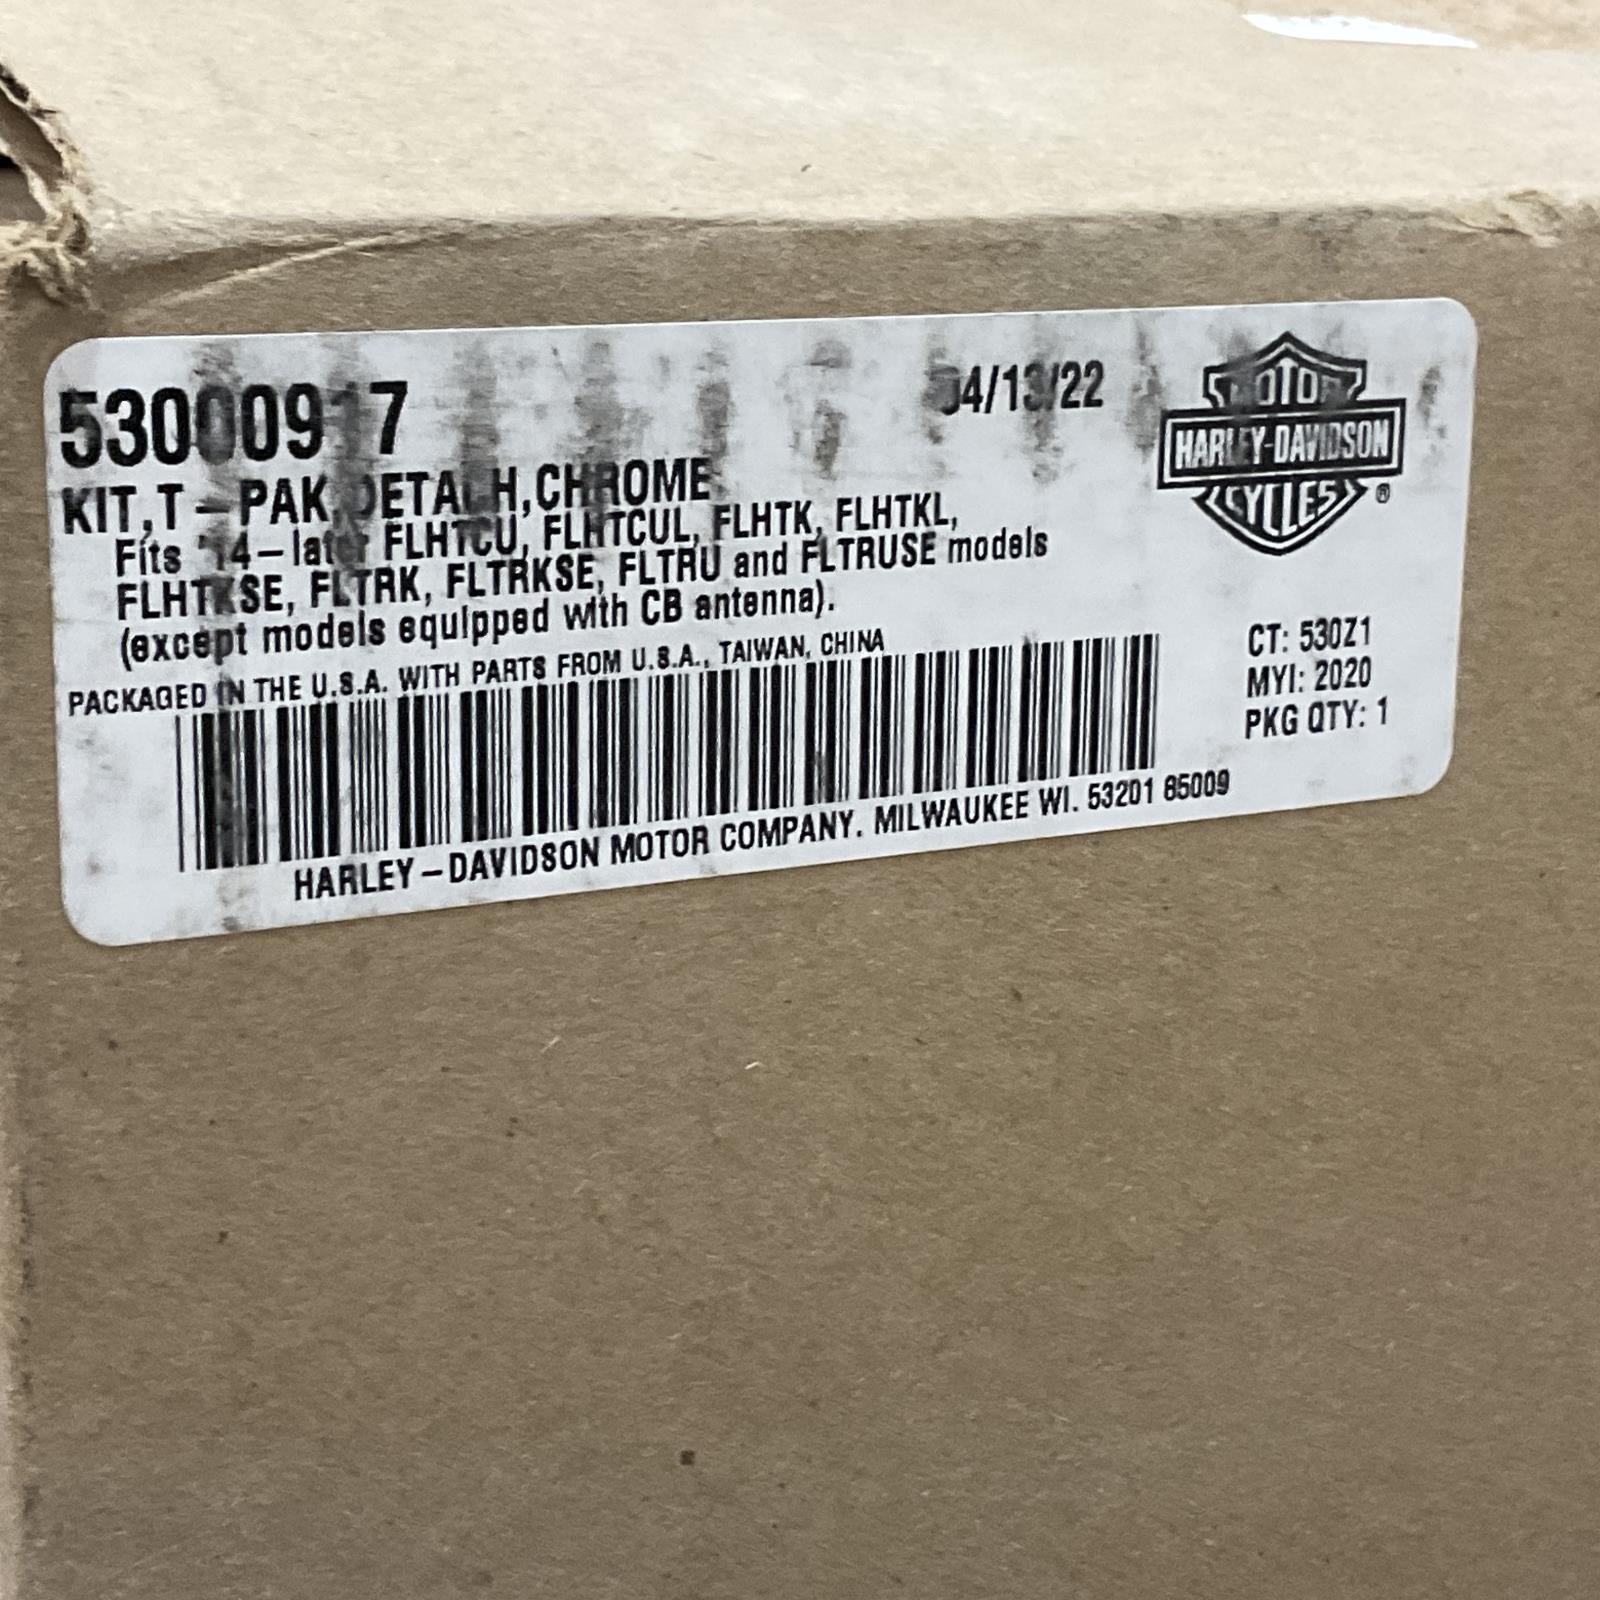 53000917
04/13/22
KIT,T-PAK,DETACH,CHROME
Fits '14-later FLHTCU, FLHTCUL, FLHTK, FLHTKL,
FLHTKSE, FLTRK, FLTRKSE, FLTRU and FLTRUSE models
(except models equipped with CB antenna).
PACKAGED IN THE U.S.A. WITH PARTS FROM U.S.A., TAIWAN, CHINA
HARLEY-DAVIDSON MOTOR COMPANY. MILWAUKEE WI. 53201 85009
MOTOR
HARLEY-DAVIDSON
CYCLES
®
CT: 530Z1
MYI: 2020
PKG QTY: 1